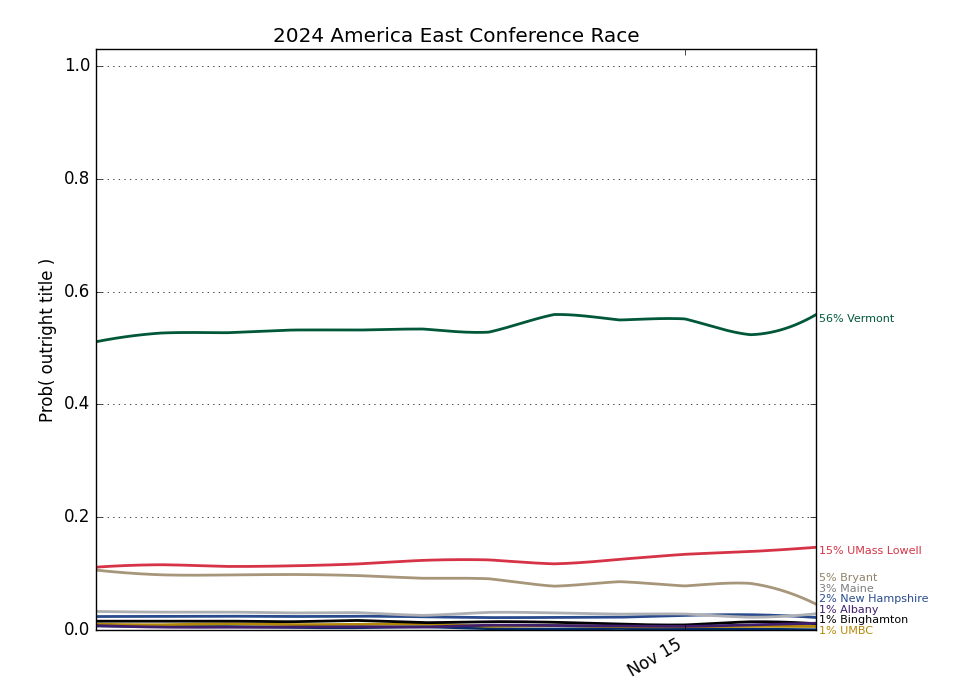 2024 America East Conference Race
1.0
0.8
0.6
0.4
0.2
0.0
Prob( outright title )
Nov 15
56% Vermont
15% UMass Lowell
5% Bryant
3% Maine
2% New Hampshire
1% Albany
1% Binghamton
1% UMBC